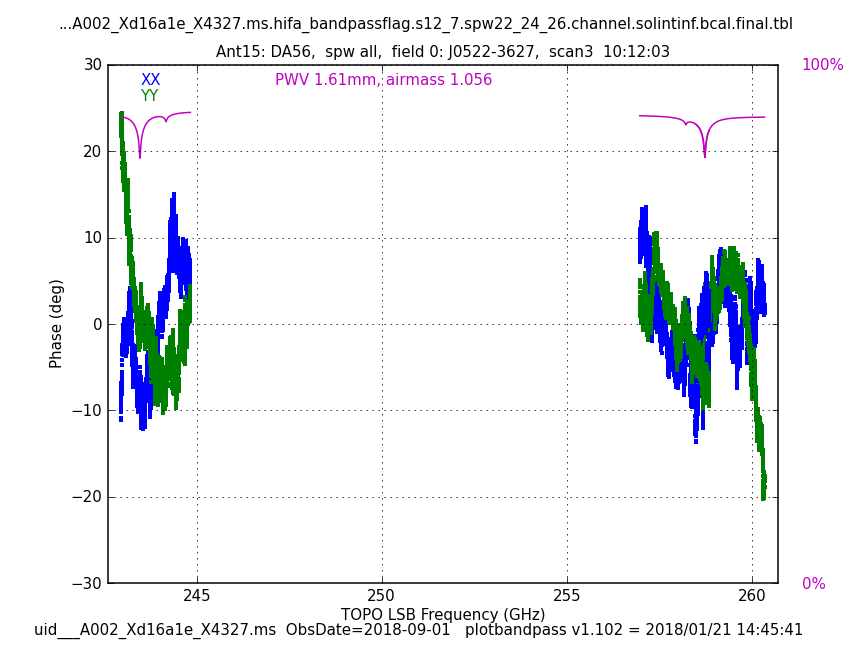 ...A002_Xd16a1e_X4327.ms.hifa_bandpassflag.s12_7.spw22_24_26.channel.solintinf.bcal.final.tbl
Ant15: DA56,  spw all,  field 0: J0522-3627,  scan3  10:12:03
30
100%
XX
PWV 1.61mm, airmass 1.056
YY
20
10
0
Phase (deg)
−10
−20
−30
0%
245
250
255
260
TOPO LSB Frequency (GHz)
uid___A002_Xd16a1e_X4327.ms  ObsDate=2018-09-01   plotbandpass v1.102 = 2018/01/21 14:45:41